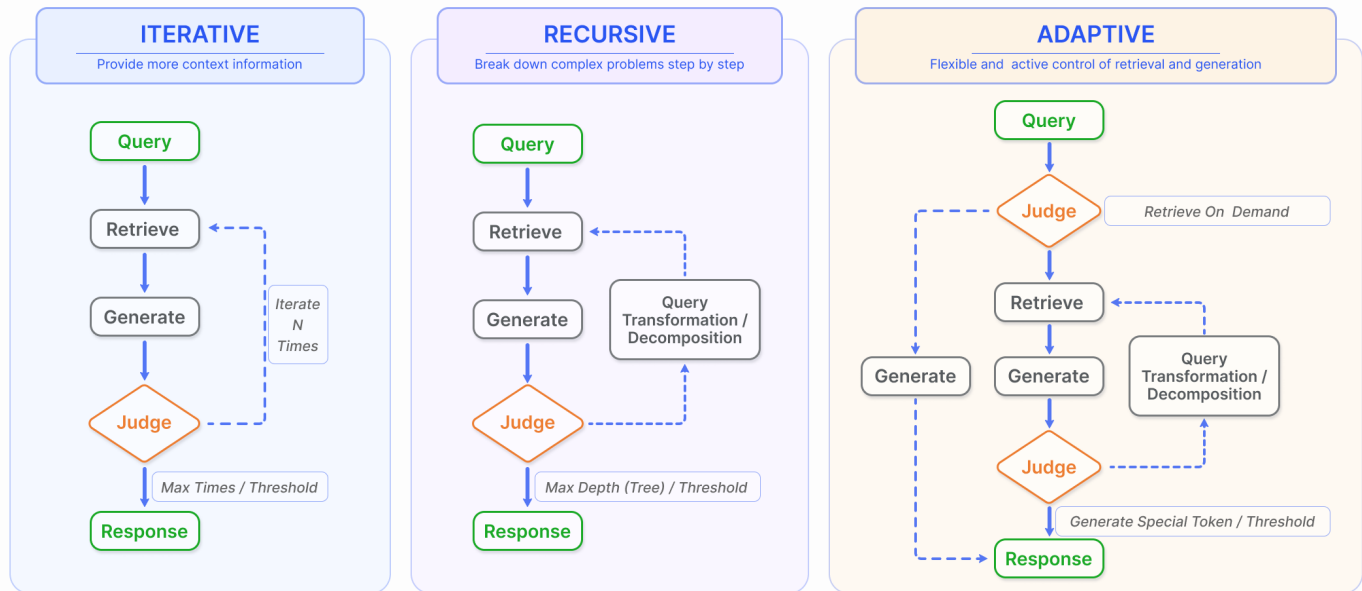 ITERATIVE
Provide more context information
Query
Retrieve
Generate
Iterate
N
Times
Judge
Max Times / Threshold
Response
RECURSIVE
Break down complex problems step by step
Query
Retrieve
Generate
Query
Transformation /
Decomposition
Judge
Max Depth (Tree) / Threshold
Response
ADAPTIVE
Flexible and active control of retrieval and generation
Query
Judge
Retrieve On Demand
Retrieve
Generate
Generate
Query
Transformation /
Decomposition
Judge
Generate Special Token / Threshold
Response